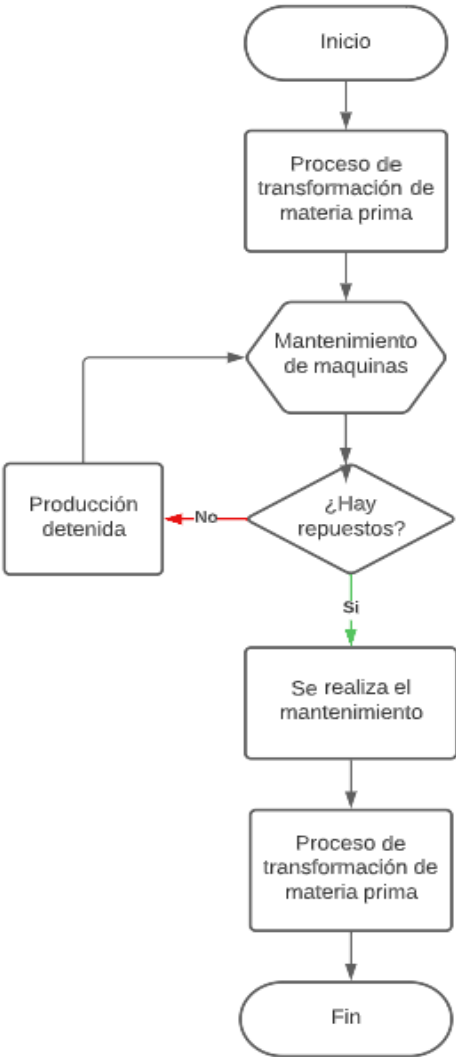 Inicio
Proceso de
transformación de
materia prima
Mantenimiento
de maquinas
¿Hay
repuestos?
No
Producción
detenida
Si
Se realiza el
mantenimiento
Proceso de
transformación de
materia prima
Fin